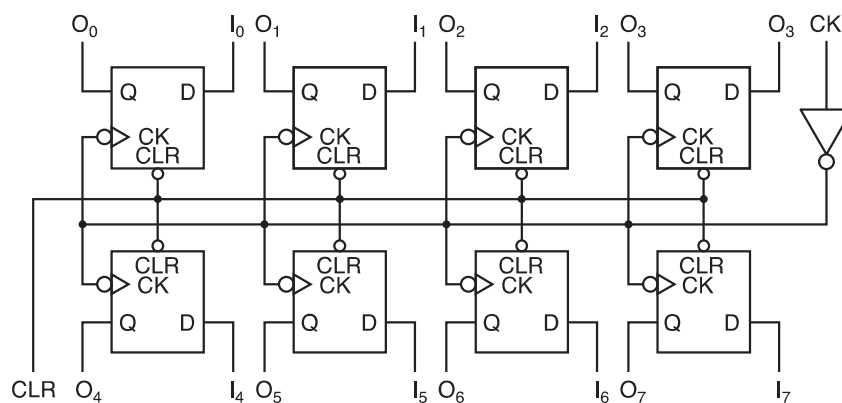 O₀ I₀ O₁ I₁ O₂ I₂ O₃ O₃ CK
Q D Q D Q D Q D
CK CK CK CK
CLR CLR CLR CLR
CLR CLR CLR CLR
CK CK CK CK
Q D Q D Q D Q D
CLR O₄ I₄ O₅ I₅ O₆ I₆ O₇ I₇